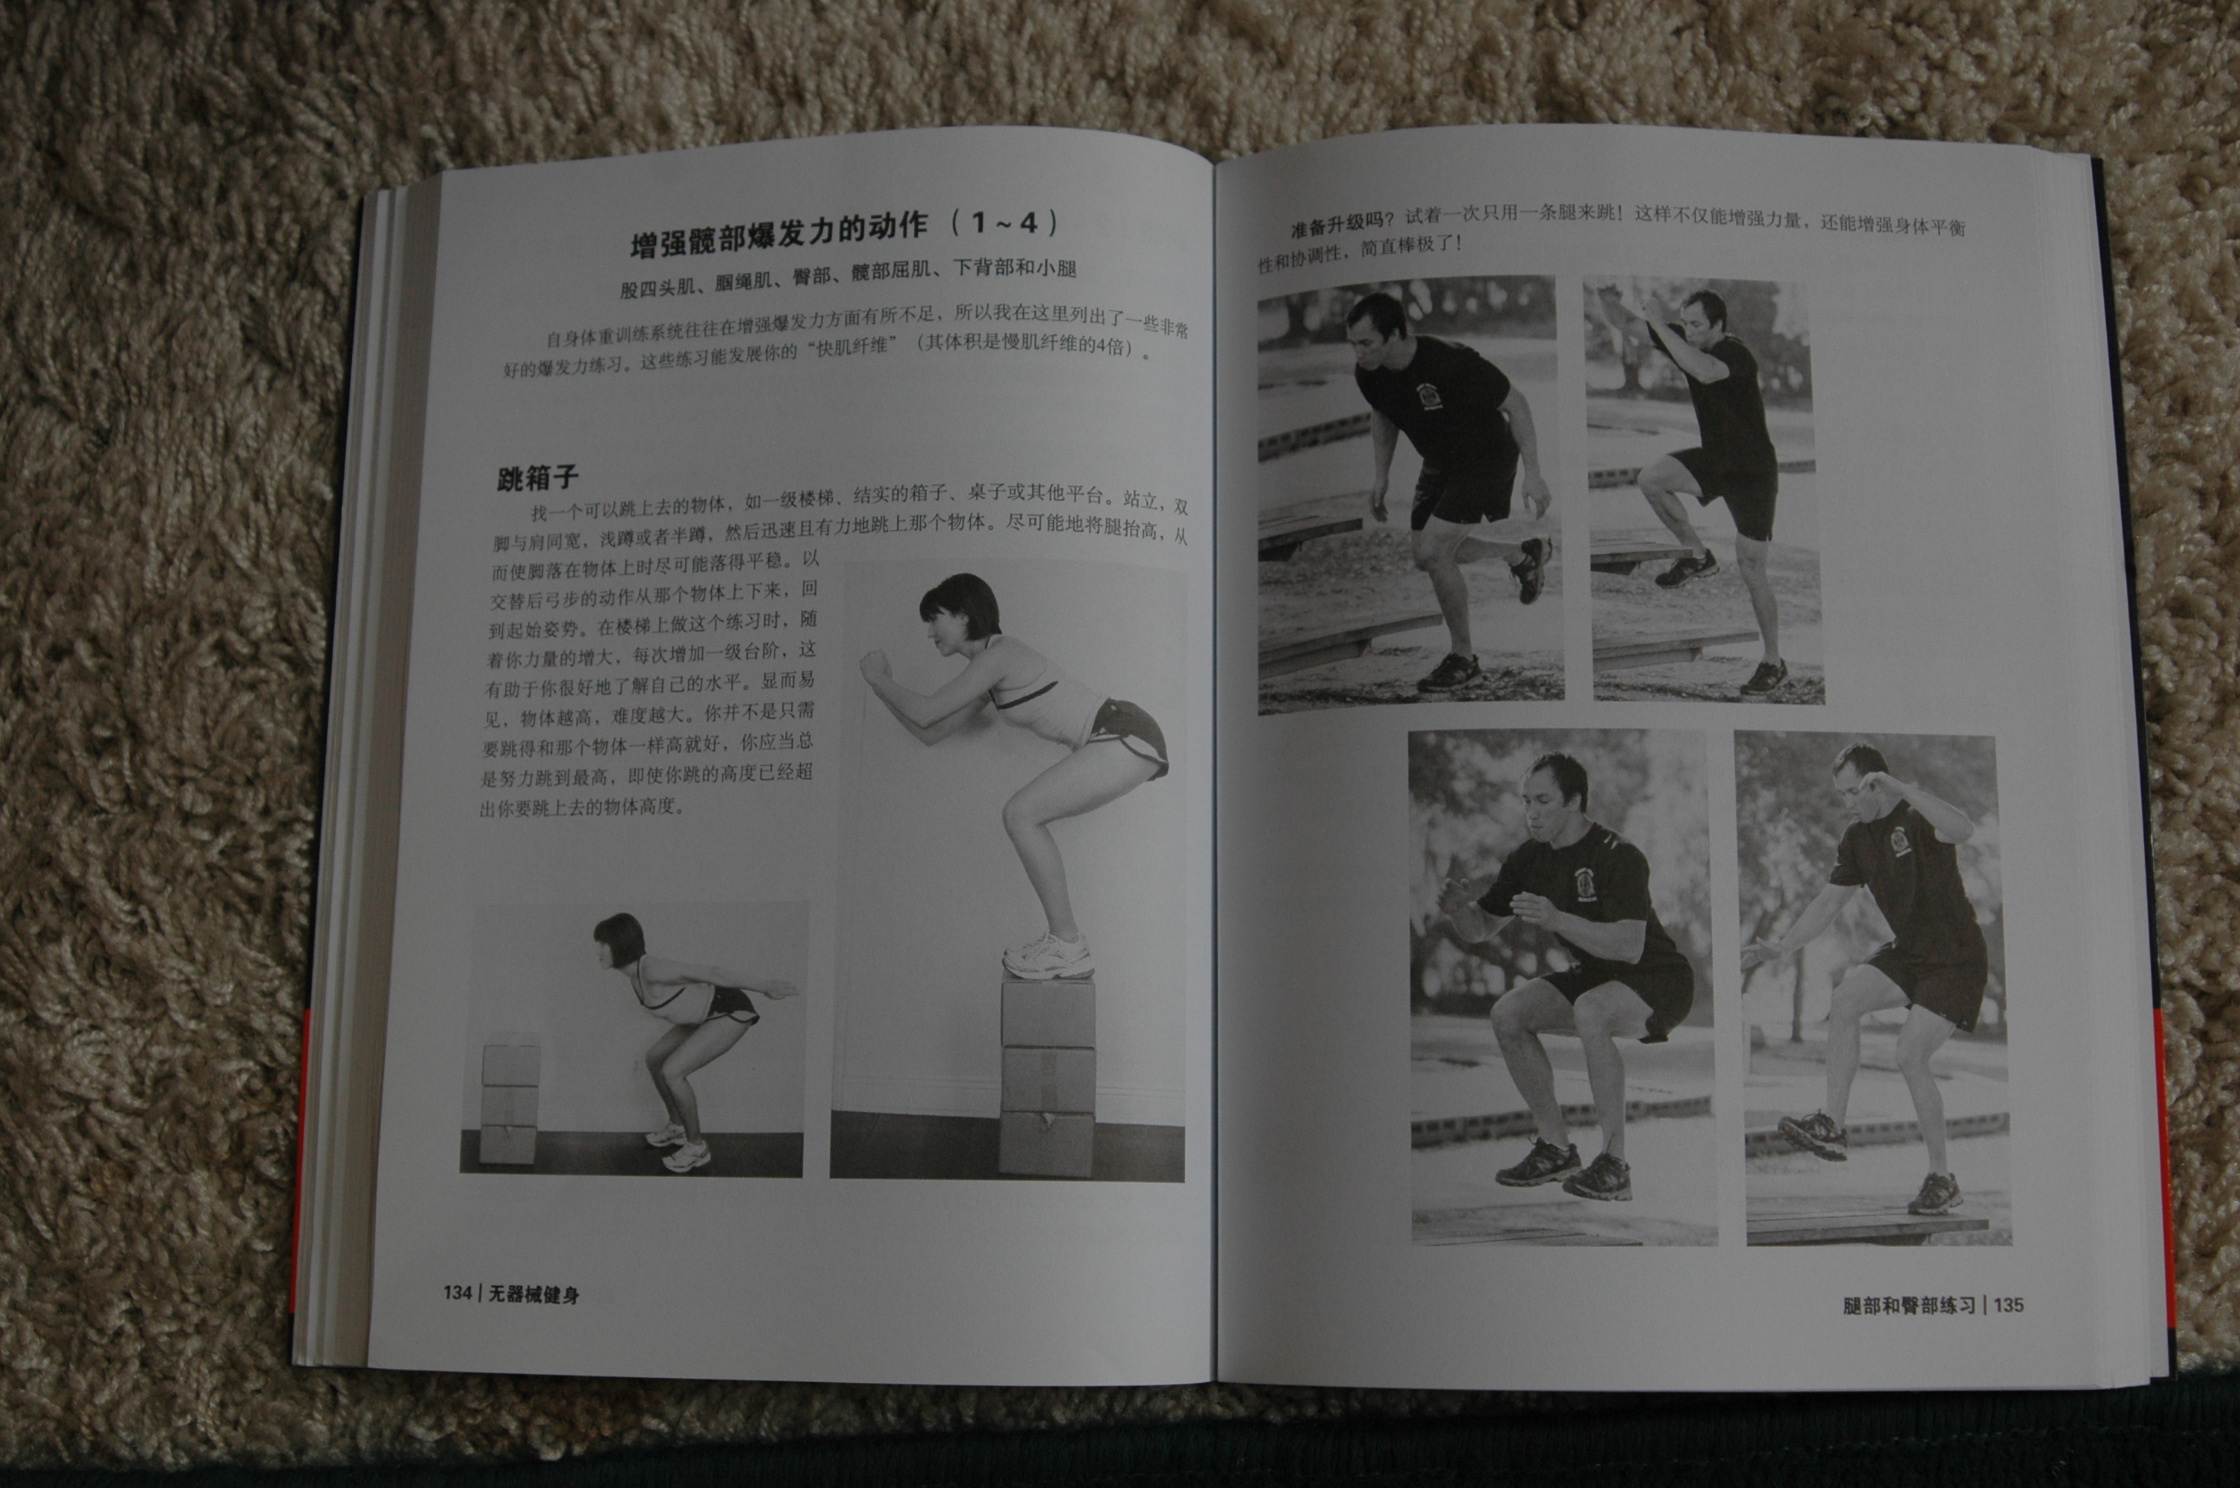 增强髋部爆发力的动作（1~4）
股四头肌、腘绳肌、臀部、髋部屈肌、下背部和小腿
自身体重训练系统往往在增强爆发力方面有所不足，所以我在这里列出了一些非常
好的爆发力练习。这些练习能发展你的“快肌纤维”（其体积是慢肌纤维的4倍）。
跳箱子
找一个可以跳上去的物体，如一级楼梯、结实的箱子、桌子或其他平台。站立，双
脚与肩同宽，浅蹲或者半蹲，然后迅速且有力地跳上那个物体。尽可能地将腿抬高，从
而使脚落在物体上时尽可能落得平稳。以
交替后弓步的动作从那个物体上下来，回
到起始姿势。在楼梯上做这个练习时，随
着你力量的增大，每次增加一级台阶，这
有助于你很好地了解自己的水平。显而易
见，物体越高，难度越大。你并不是只需
要跳得和那个物体一样高就好，你应当总
是努力跳到最高，即使你跳的高度已经超
出你要跳上去的物体高度。
134 | 无器械健身
准备升级吗？试着一次只用一条腿来跳！这样不仅能增强力量，还能增强身体平衡
性和协调性，简直棒极了！
腿部和臀部练习 | 135